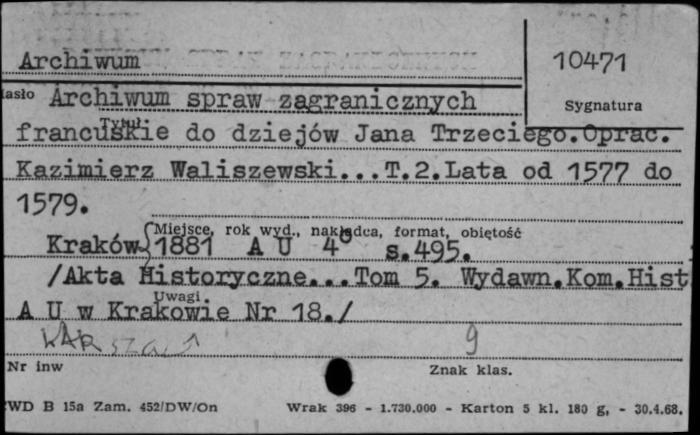 Archiwum
10471
asło Archiwum spraw zagranicznych
Sygnatura
Tytuł
francuskie do dziejów Jana Trzeciego.Oprac.
Kazimierz Waliszewski...T.2.Lata od 1577 do
1579.
Miejsce, rok wyd., nakładca, format, objętość
Kraków 1881 A U 4° s.495.
/Akta Historyczne...Tom 5. Wydawn.Kom.Hist
Uwagi
A U w Krakowie Nr 18./
9
Nr inw
Znak klas.
WD B 15a Zam. 452/DW/On Wrak 396 - 1.730.000 - Karton 5 kl. 180 g, - 30.4.68.